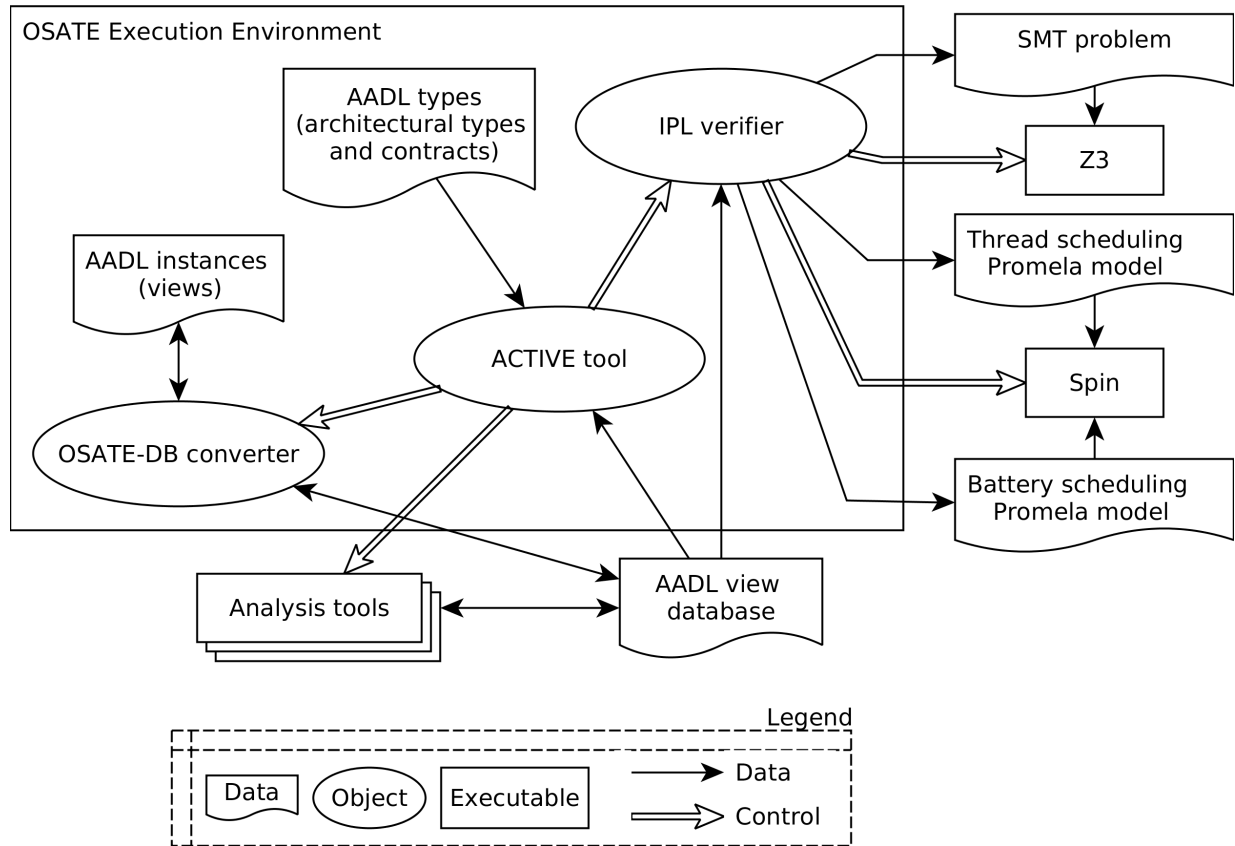 OSATE Execution Environment
SMT problem
AADL types
(architectural types
and contracts)
IPL verifier
Z3
Thread scheduling
Promela model
AADL instances
(views)
ACTIVE tool
Spin
OSATE-DB converter
Battery scheduling
Promela model
Analysis tools
AADL view
database
Legend
Data
Object
Executable
Data
Control